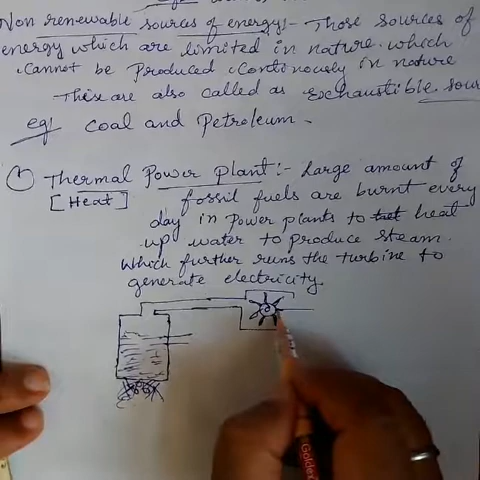 Non renewable sources of energy:- Those sources of
energy which are limited in nature. which
cannot be Produced continously in nature
These are also called as exhaustible sour
eg! Coal and Petroleum -
Thermal Power plant:- Large amount of
[Heat] fossil fuels are burnt every
day in power plants to heat
up water to produce steam.
which further runs the turbine to
generate electricity.
Golden